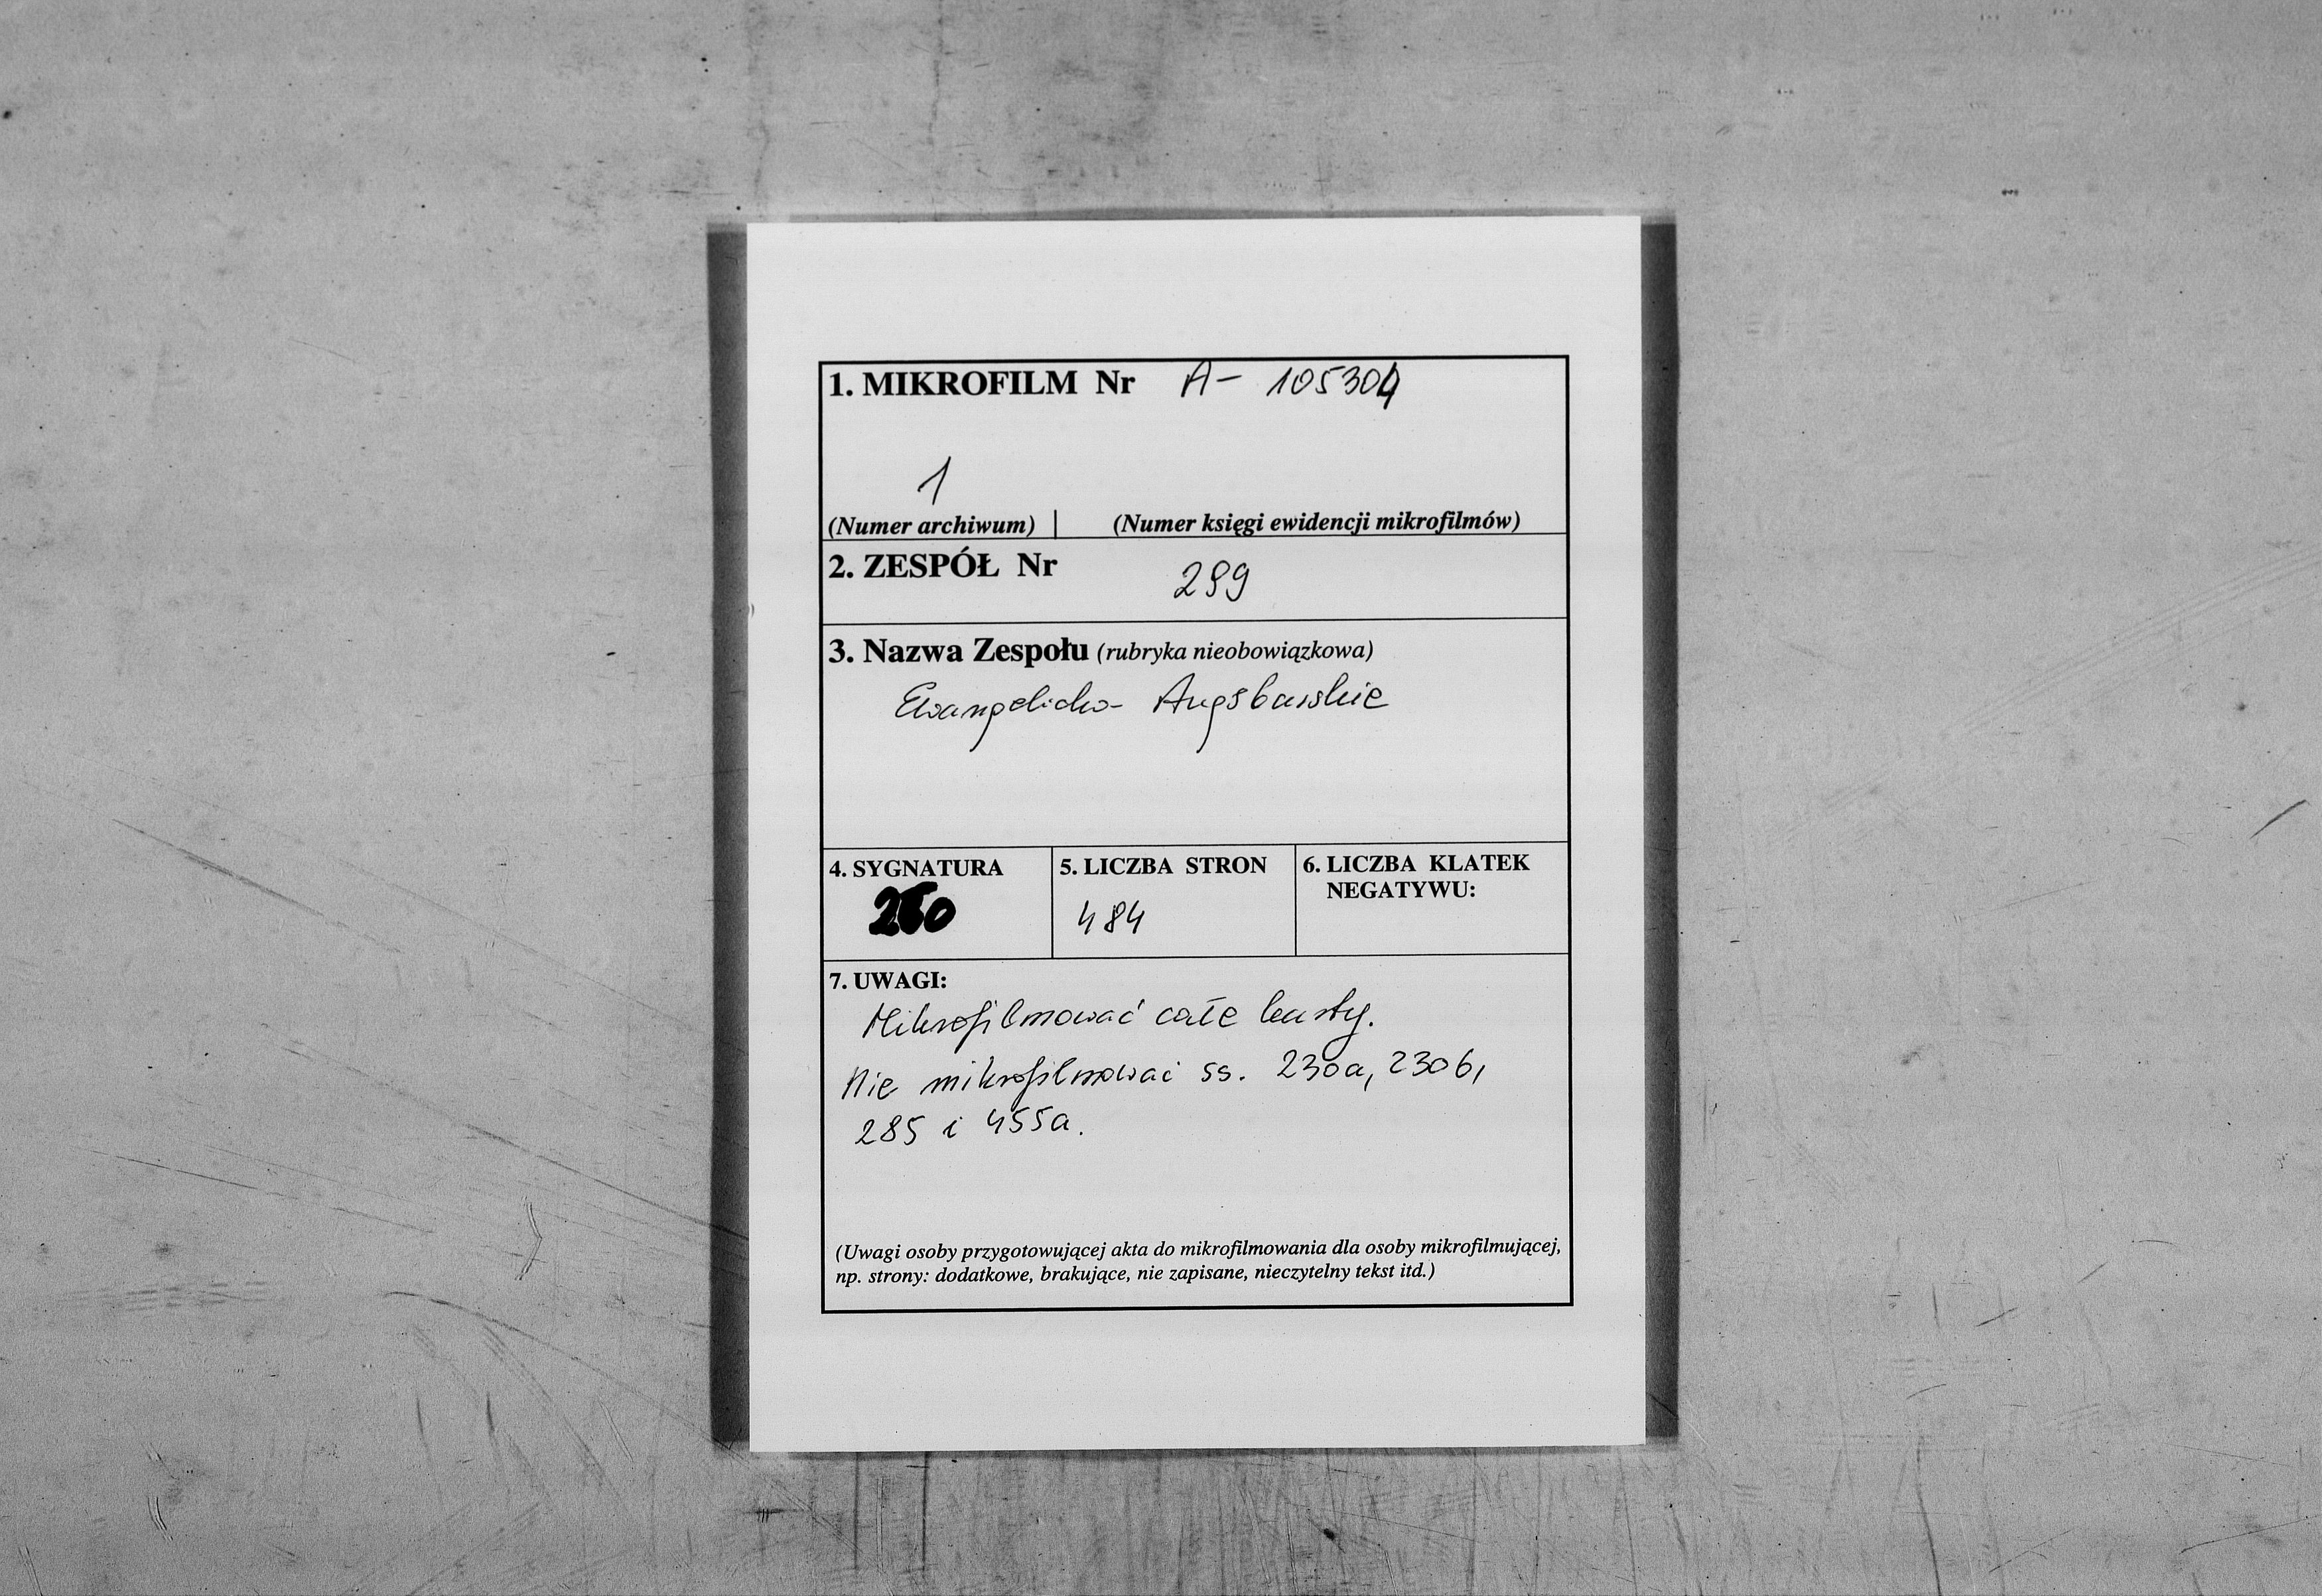 1. MIKROFILM Nr A- 105304
1
(Numer archiwum) | (Numer księgi ewidencji mikrofilmów)
2. ZESPÓŁ Nr 299
3. Nazwa Zespołu (rubryka nieobowiązkowa)
Ewangelicko- Augsburskie
4. SYGNATURA 5. LICZBA STRON 6. LICZBA KLATEK
NEGATYWU:
484
7. UWAGI:
Mikrofilmować całe karty.
Nie mikrofilmować ss. 230a, 230b,
285 i 455a.
(Uwagi osoby przygotowującej akta do mikrofilmowania dla osoby mikrofilmującej,
np. strony: dodatkowe, brakujące, nie zapisane, nieczytelny tekst itd.)